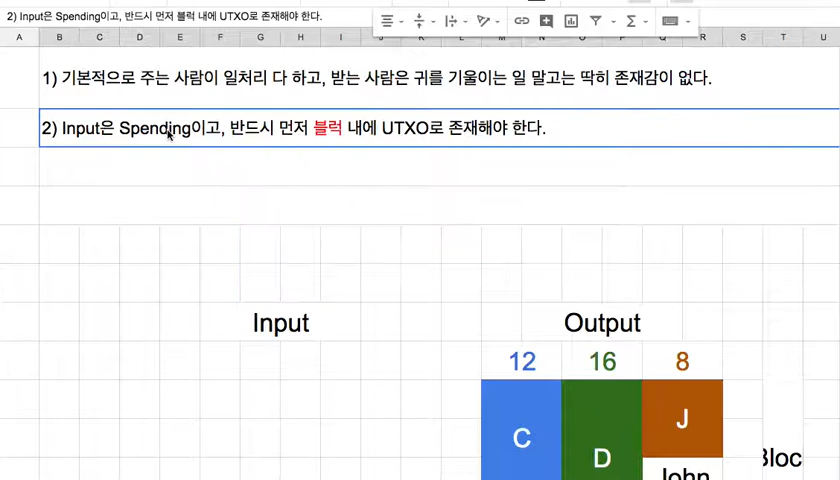 2) Input은 Spending이고, 반드시 먼저 블럭 내에 UTXO로 존재해야 한다.
A B C D E F G H I J K L M N O P Q R S T U
1) 기본적으로 주는 사람이 일처리 다 하고, 받는 사람은 귀를 기울이는 일 말고는 딱히 존재감이 없다.
2) Input은 Spending이고, 반드시 먼저 블럭 내에 UTXO로 존재해야 한다.
Input Output
12 16 8
J
C
D
Bloc
John